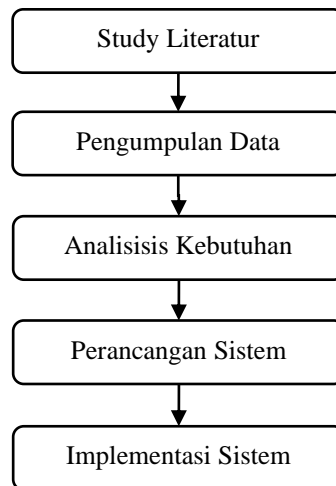 Study Literatur
Pengumpulan Data
Analisisis Kebutuhan
Perancangan Sistem
Implementasi Sistem